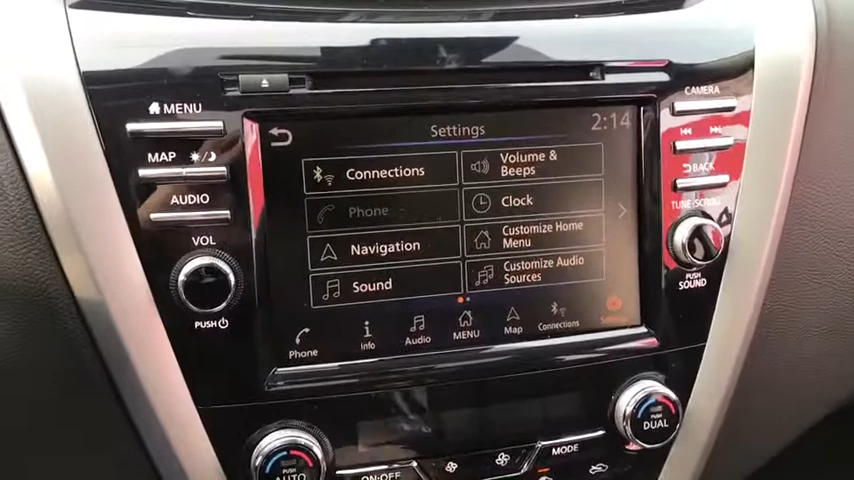 CAMERA
MENU
Settings
2:14
MAP
Connections
Volume &
Beeps
BACK
AUDIO
Phone
Clock
TUNE·SCROLL
VOL
Navigation
Customize Home
Menu
Sound
Customize Audio
Sources
PUSH
SOUND
PUSH
Phone
Info
Audio
MENU
Map
Connections
PUSH
DUAL
MODE
PUSH
AUTO
ON·OFF